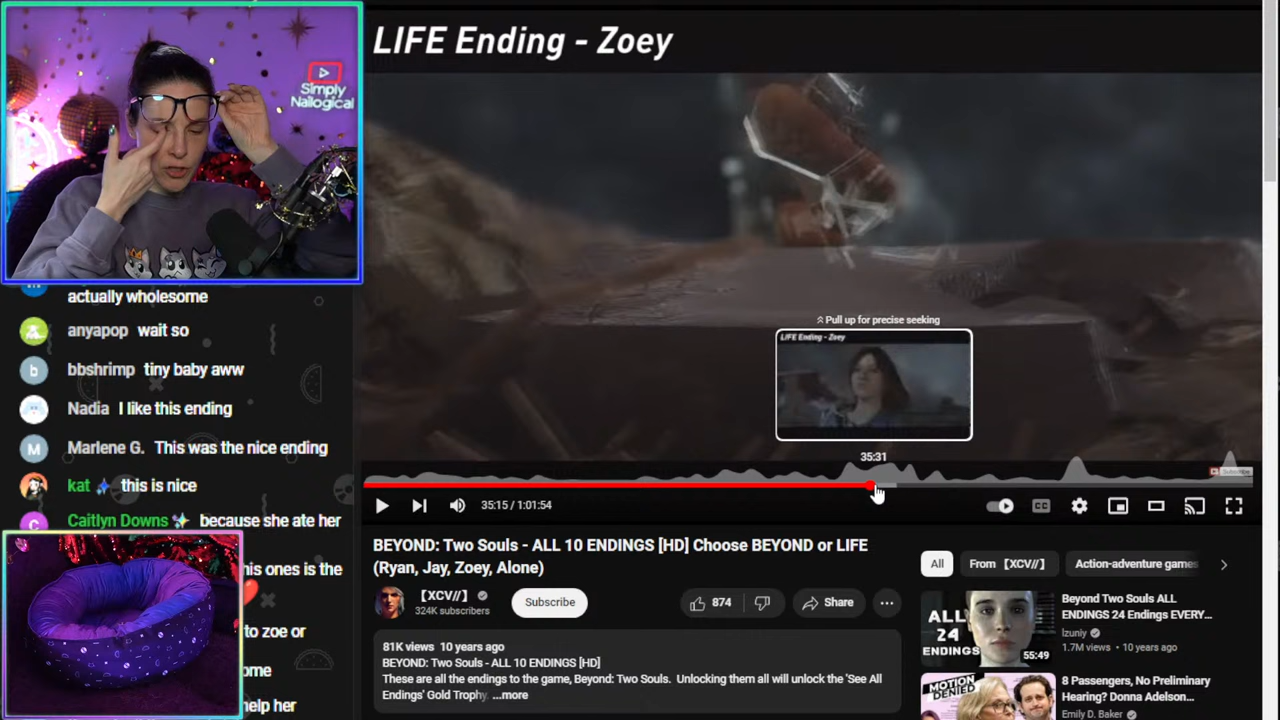 Simply
Nailogical
actually wholesome
anyapop wait so
b bbshrimp tiny baby aww
Nadia I like this ending
M Marlene G. This was the nice ending
kat this is nice
C Caitlyn Downs because she ate her
his ones is the
to zoe or
ome
help her
LIFE Ending - Zoey
Pull up for precise seeking
LIFE Ending - Zoey
35:31
35:15 / 1:01:54
CC
BEYOND: Two Souls - ALL 10 ENDINGS [HD] Choose BEYOND or LIFE
(Ryan, Jay, Zoey, Alone)
【XCV//】
324K subscribers
Subscribe
874
Share
81K views 10 years ago
BEYOND: Two Souls - ALL 10 ENDINGS [HD]
These are all the endings to the game, Beyond: Two Souls. Unlocking them all will unlock the 'See All
Endings' Gold Trophy. ...more
All
From 【XCV//】
Action-adventure games
ALL
24
ENDINGS
55:49
Beyond Two Souls ALL
ENDINGS 24 Endings EVERY...
Izuniy
1.7M views • 10 years ago
MOTION
DENIED
8 Passengers, No Preliminary
Hearing? Donna Adelson...
Emily D. Baker